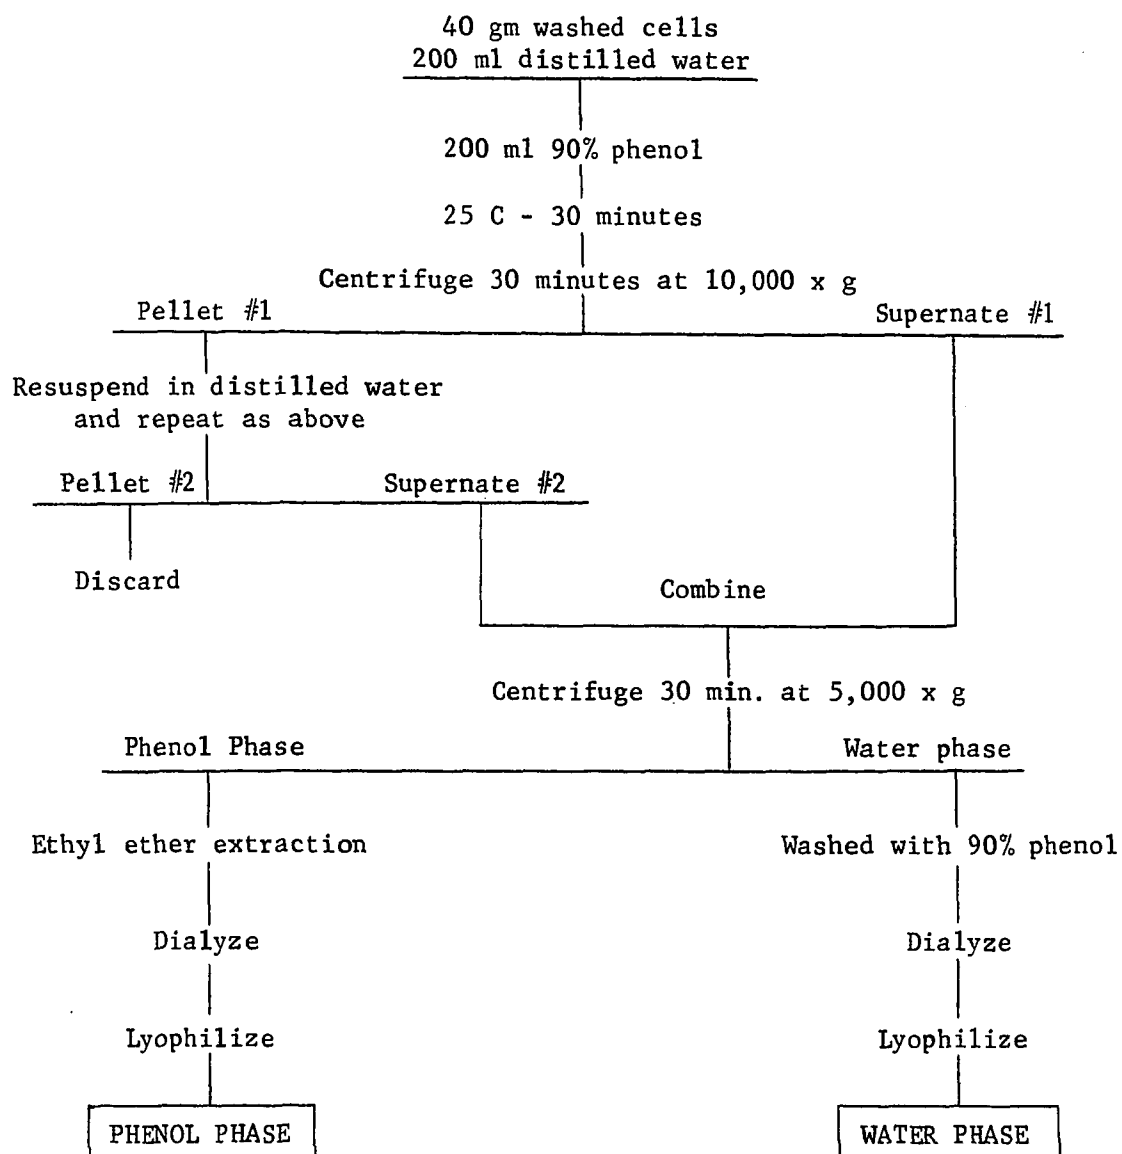 40 gm washed cells
200 ml distilled water
200 ml 90% phenol
25 C - 30 minutes
Centrifuge 30 minutes at 10,000 x g
Pellet #1
Supernate #1
Resuspend in distilled water
and repeat as above
Pellet #2
Supernate #2
Discard
Combine
Centrifuge 30 min. at 5,000 x g
Phenol Phase
Water phase
Ethyl ether extraction
Washed with 90% phenol
Dialyze
Dialyze
Lyophilize
Lyophilize
PHENOL PHASE
WATER PHASE